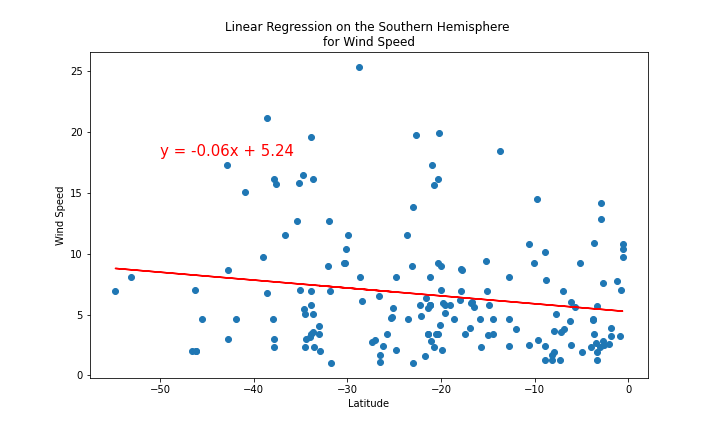 Linear Regression on the Southern Hemisphere
for Wind Speed
25
20
15
10
5
0
Wind Speed
y = -0.06x + 5.24
−50
−40
−30
−20
−10
0
Latitude